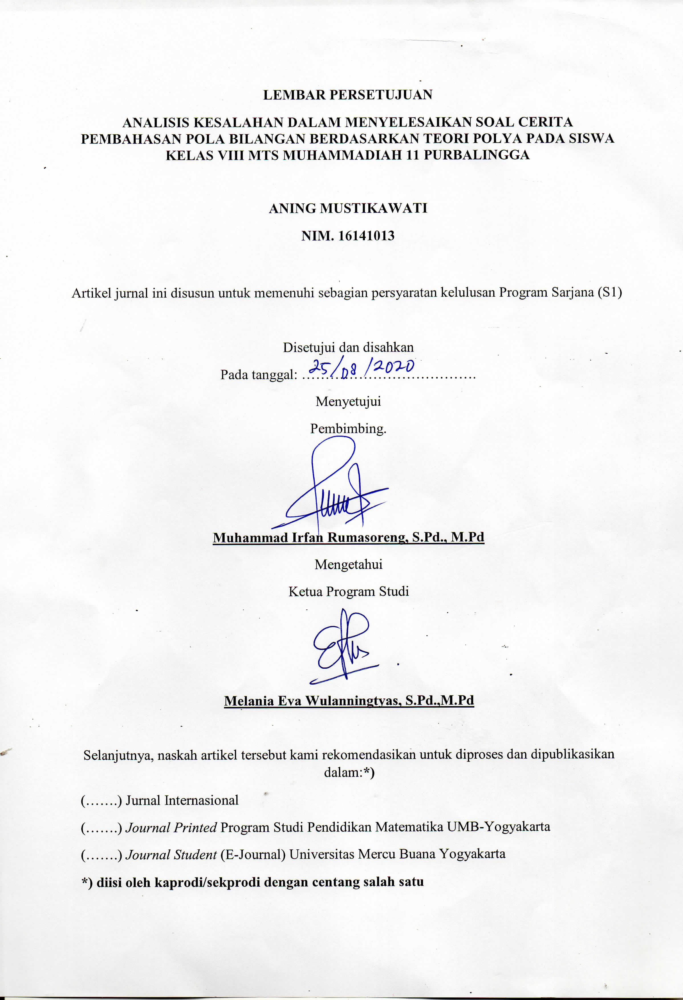 LEMBAR PERSETUJUAN
ANALISIS KESALAHAN DALAM MENYELESAIKAN SOAL CERITA
PEMBAHASAN POLA BILANGAN BERDASARKAN TEORI POLYA PADA SISWA
KELAS VIII MTS MUHAMMADIAH 11 PURBALINGGA
ANING MUSTIKAWATI
NIM. 16141013
Artikel jurnal ini disusun untuk memenuhi sebagian persyaratan kelulusan Program Sarjana (S1)
Disetujui dan disahkan
Pada tanggal: 25/08/2020
Menyetujui
Pembimbing.
Muhammad Irfan Rumasoreng, S.Pd., M.Pd
Mengetahui
Ketua Program Studi
Melania Eva Wulanningtyas, S.Pd.,M.Pd
Selanjutnya, naskah artikel tersebut kami rekomendasikan untuk diproses dan dipublikasikan
dalam:*)
(…….) Jurnal Internasional
(…….) Journal Printed Program Studi Pendidikan Matematika UMB-Yogyakarta
(…….) Journal Student (E-Journal) Universitas Mercu Buana Yogyakarta
*) diisi oleh kaprodi/sekprodi dengan centang salah satu